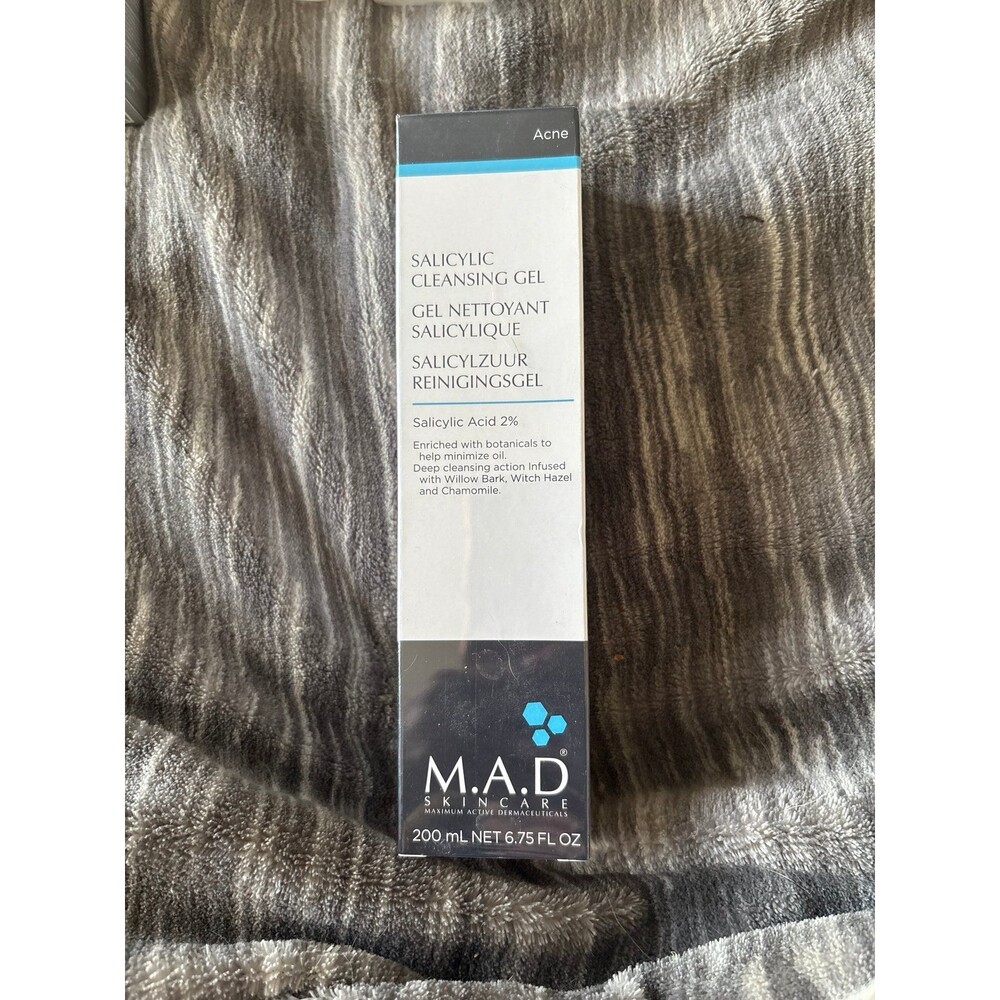 Acne
SALICYLIC
CLEANSING GEL
GEL NETTOYANT
SALICYLIQUE
SALICYLZUUR
REINIGINGSGEL
Salicylic Acid 2%
Enriched with botanicals to
help minimize oil.
Deep cleansing action Infused
with Willow Bark, Witch Hazel
and Chamomile.
M.A.D®
SKINCARE
MAXIMUM ACTIVE DERMACEUTICALS
200 mL NET 6.75 FL OZ